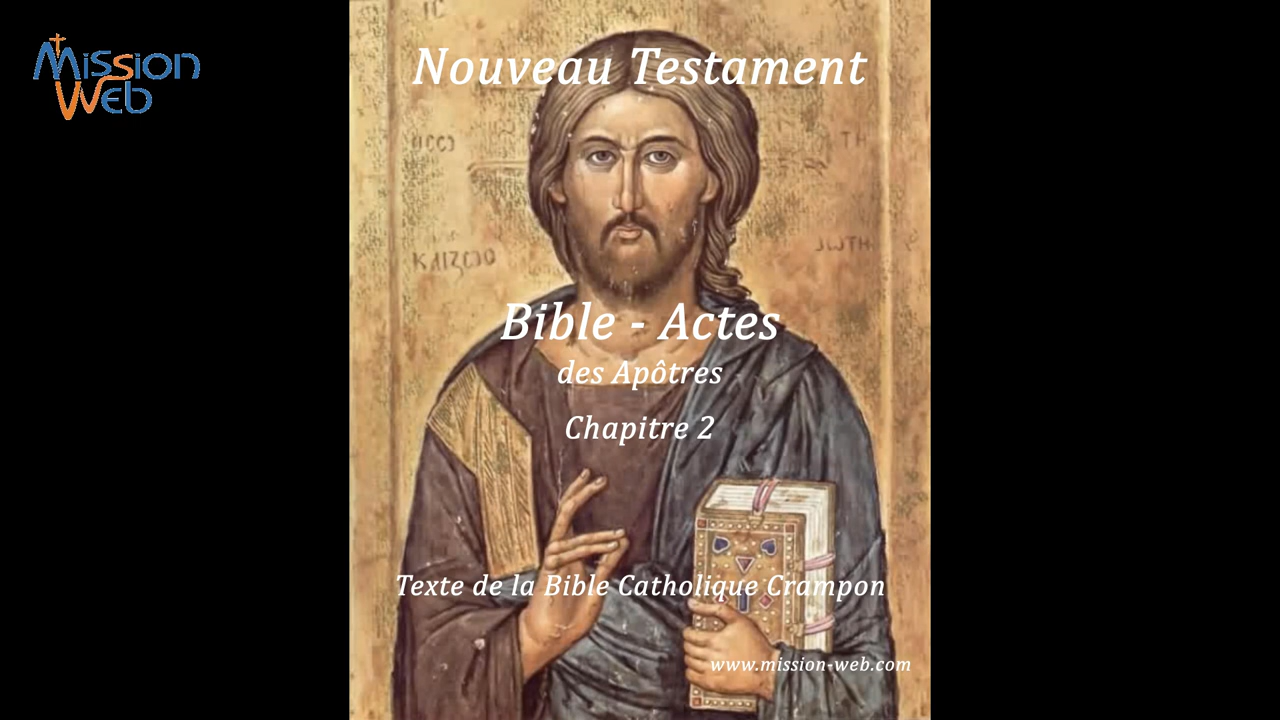 Mission
Web
Nouveau Testament
Bible - Actes
des Apôtres
Chapitre 2
Texte de la Bible Catholique Crampon
www.mission-web.com